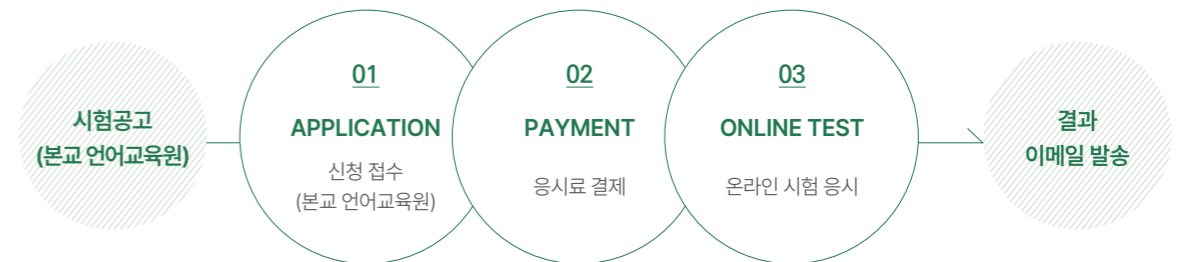 시험공고
(본교 언어교육원)
01
APPLICATION
신청 접수
(본교 언어교육원)
02
PAYMENT
응시료 결제
03
ONLINE TEST
온라인 시험 응시
결과
이메일 발송